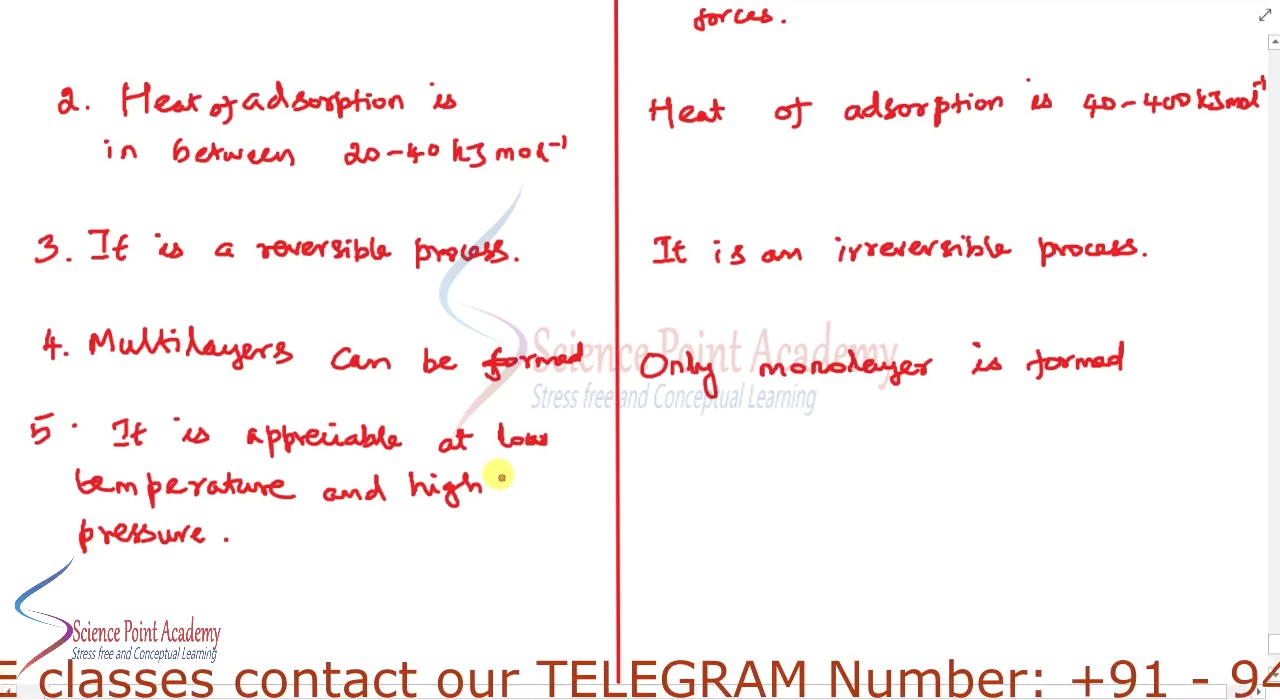 forces.
2. Heat of adsorption is
in between 20-40 kJ mol⁻¹
Heat of adsorption is 40-400 kJ mol⁻¹
3. It is a reversible process.
It is an irreversible process.
4. Multilayers can be formed
Only monolayer is formed
Science Point Academy
Stress free and Conceptual Learning
5. It is appreciable at low
temperature and high
pressure.
Science Point Academy
Stress free and Conceptual Learning
E classes contact our TELEGRAM Number: +91 - 94